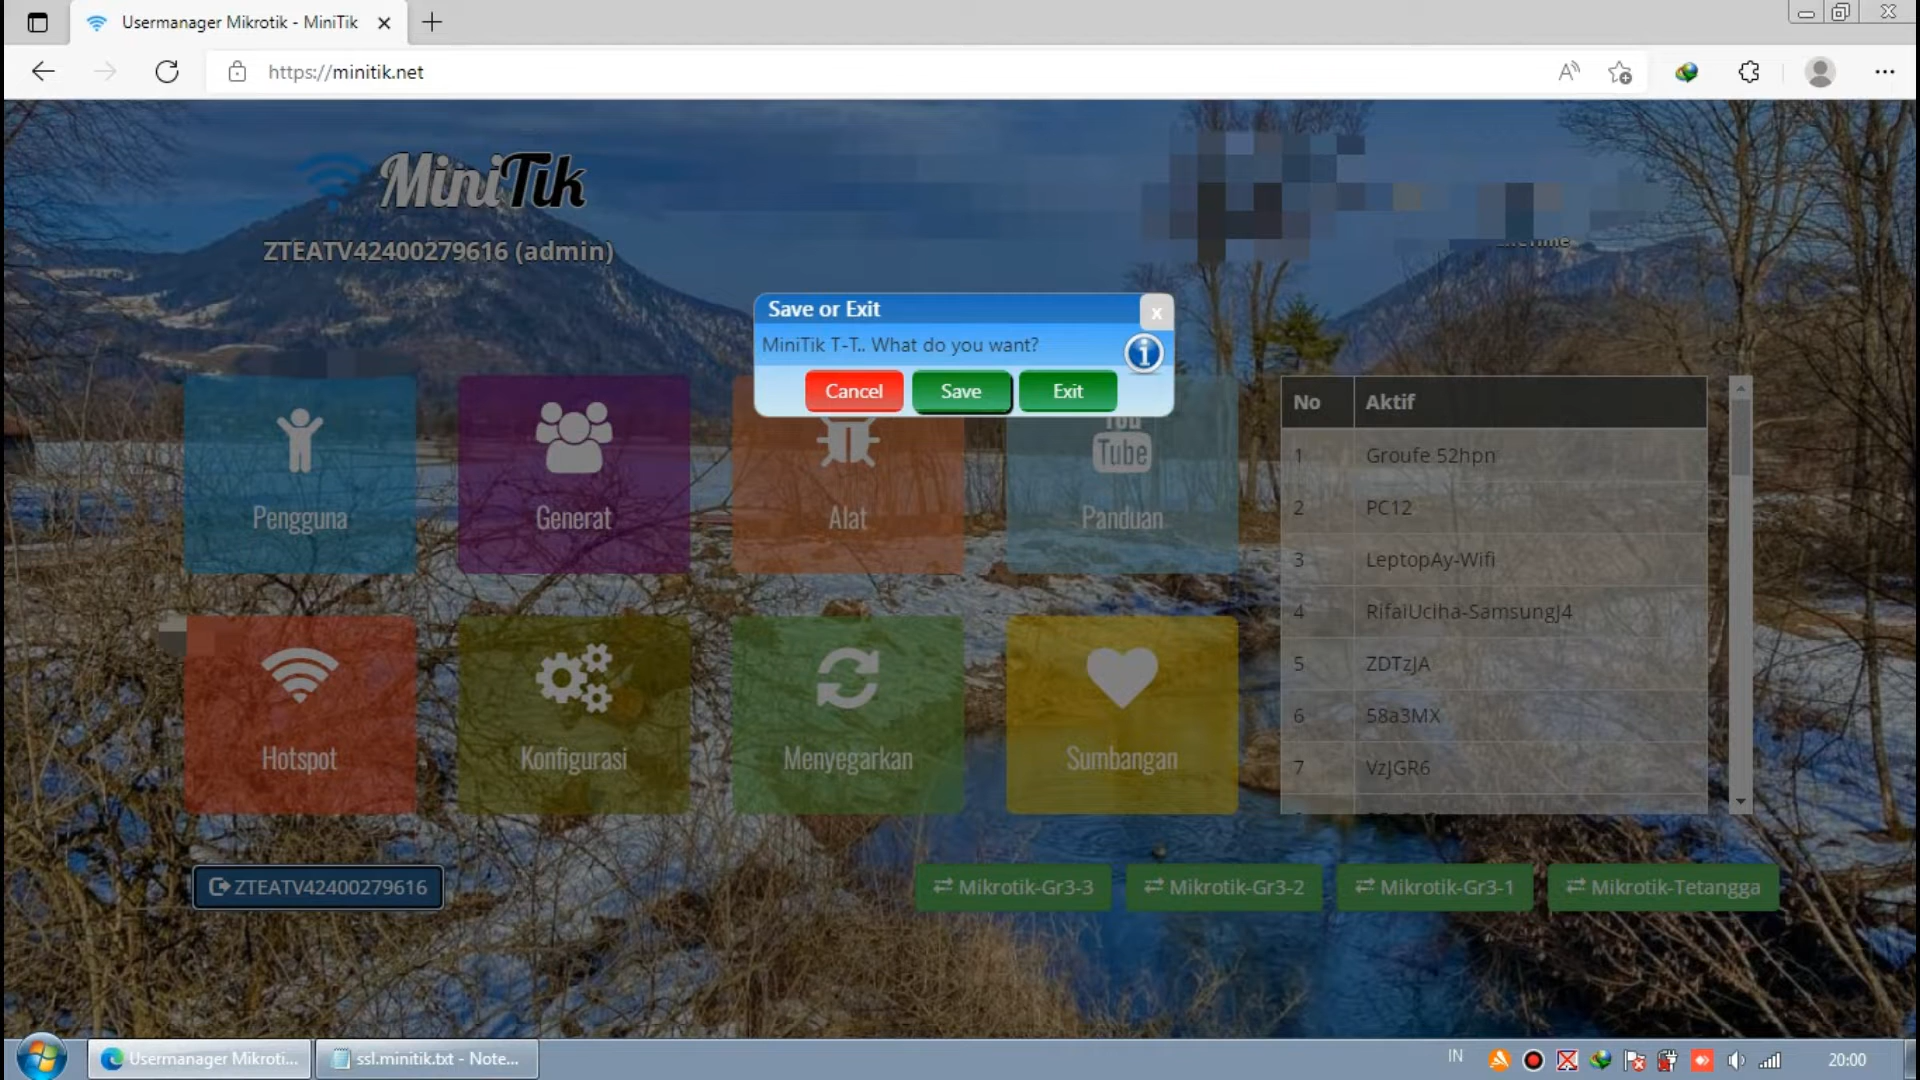 Usermanager Mikrotik - MiniTik
https://minitik.net
MiniTik
ZTEATV42400279616 (admin)
Save or Exit
x
MiniTik T-T.. What do you want?
Cancel
Save
Exit
Pengguna
Generat
Alat
You
Tube
Panduan
Hotspot
Konfigurasi
Menyegarkan
Sumbangan
No Aktif
1 Groufe 52hpn
2 PC12
3 LeptopAy-Wifi
4 RifaiUciha-SamsungJ4
5 ZDTzJA
6 58a3MX
7 VzJGR6
ZTEATV42400279616
Mikrotik-Gr3-3
Mikrotik-Gr3-2
Mikrotik-Gr3-1
Mikrotik-Tetangga
Usermanager Mikroti...
ssl.minitik.txt - Note...
IN
20:00